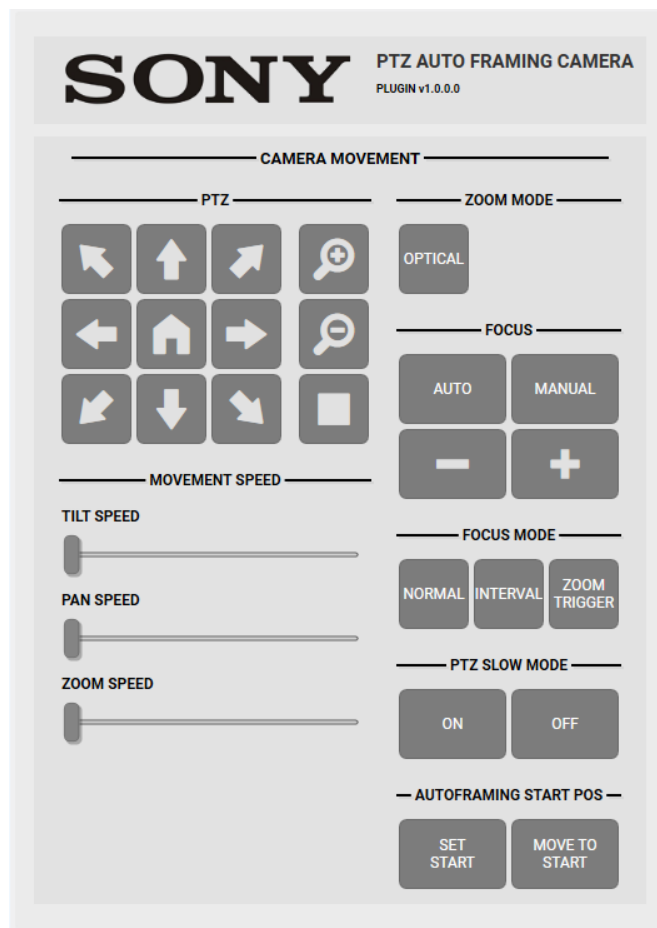 SONY
PTZ AUTO FRAMING CAMERA
PLUGIN v1.0.0.0
CAMERA MOVEMENT
PTZ
MOVEMENT SPEED
TILT SPEED
PAN SPEED
ZOOM SPEED
ZOOM MODE
OPTICAL
FOCUS
AUTO
MANUAL
FOCUS MODE
NORMAL
INTERVAL
ZOOM
TRIGGER
PTZ SLOW MODE
ON
OFF
AUTOFRAMING START POS
SET
START
MOVE TO
START